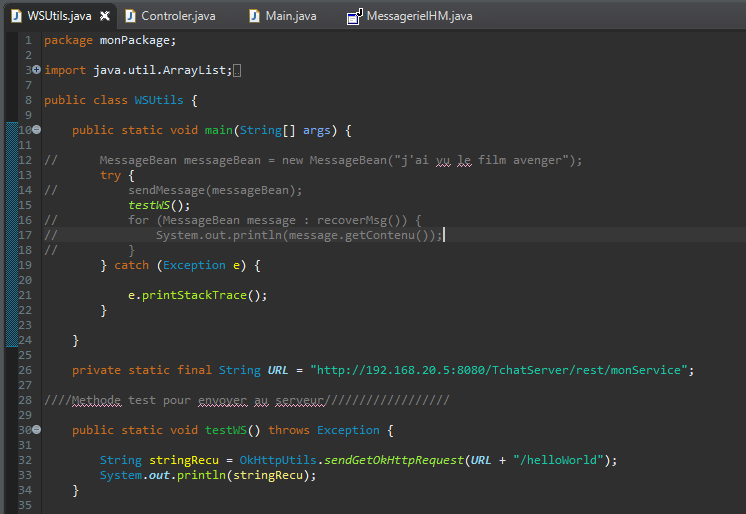 WSUtils.java Controler.java Main.java MessagerieIHM.java
1 package monPackage;
2
3 import java.util.ArrayList;
7
8 public class WSUtils {
9
10 public static void main(String[] args) {
11
12 // MessageBean messageBean = new MessageBean("j'ai vu le film avenger");
13 try {
14 // sendMessage(messageBean);
15 testWS();
16 // for (MessageBean message : recoverMsg()) {
17 // System.out.println(message.getContenu());
18 // }
19 } catch (Exception e) {
20
21 e.printStackTrace();
22 }
23
24 }
25
26 private static final String URL = "http://192.168.20.5:8080/TchatServer/rest/monService";
27
28 ////Methode test pour envoyer au serveur//////////////////
29
30 public static void testWS() throws Exception {
31
32 String stringRecu = OkHttpUtils.sendGetOkHttpRequest(URL + "/helloWorld");
33 System.out.println(stringRecu);
34 }
35